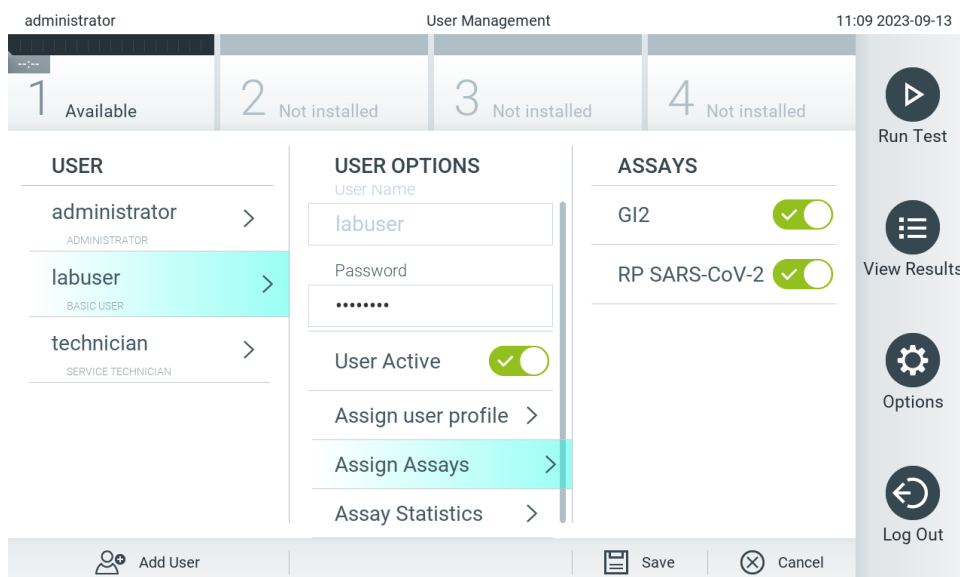 administrator User Management 11:09 2023-09-13
--:--
1 Available 2 Not installed 3 Not installed 4 Not installed
Run Test
USER
administrator
ADMINISTRATOR
labuser
BASIC USER
technician
SERVICE TECHNICIAN
USER OPTIONS
User Name
labuser
Password
••••••••
User Active
Assign user profile
Assign Assays
Assay Statistics
ASSAYS
GI2
RP SARS-CoV-2
View Results
Options
Log Out
Add User Save Cancel